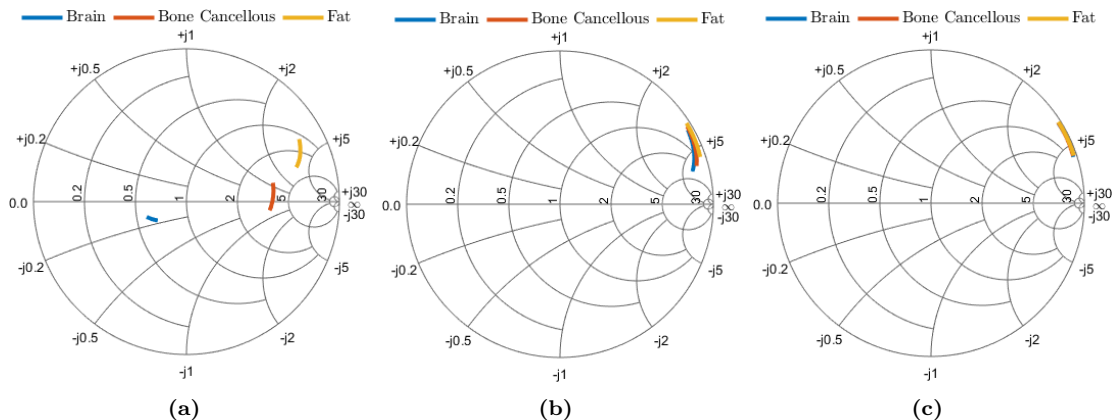 Brain Bone Cancellous Fat
+j1
+j0.5 +j2
+j0.2 +j5
0.0 0.2 0.5 1 2 5 30 +j30 ∞ -j30
-j0.2 -j5
-j0.5 -j2
-j1
(a)
Brain Bone Cancellous Fat
+j1
+j0.5 +j2
+j0.2 +j5
0.0 0.2 0.5 1 2 5 30 +j30 ∞ -j30
-j0.2 -j5
-j0.5 -j2
-j1
(b)
Brain Bone Cancellous Fat
+j1
+j0.5 +j2
+j0.2 +j5
0.0 0.2 0.5 1 2 5 30 +j30 ∞ -j30
-j0.2 -j5
-j0.5 -j2
-j1
(c)